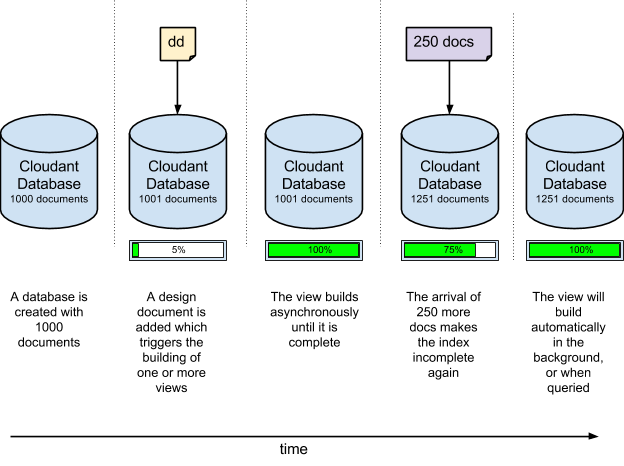 dd
250 docs
Cloudant
Database
1000 documents
Cloudant
Database
1001 documents
Cloudant
Database
1001 documents
Cloudant
Database
1251 documents
Cloudant
Database
1251 documents
5%
100%
75%
100%
A database is
created with
1000
documents
A design
document is
added which
triggers the
building of
one or more
views
The view builds
asynchronously
until it is
complete
The arrival of
250 more
docs makes
the index
incomplete
again
The view will
build
automatically
in the
background,
or when
queried
time